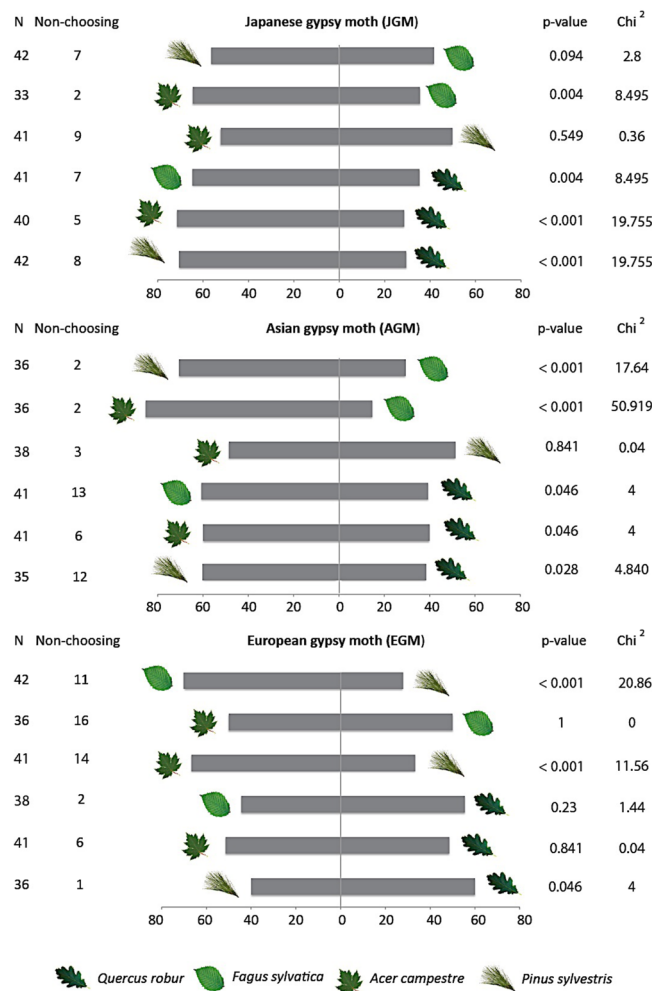 N Non-choosing Japanese gypsy moth (JGM) p-value Chi 2
42 7 0.094 2.8
33 2 0.004 8.495
41 9 0.549 0.36
41 7 0.004 8.495
40 5 < 0.001 19.755
42 8 < 0.001 19.755
80 60 40 20 0 20 40 60 80
N Non-choosing Asian gypsy moth (AGM) p-value Chi 2
36 2 < 0.001 17.64
36 2 < 0.001 50.919
38 3 0.841 0.04
41 13 0.046 4
41 6 0.046 4
35 12 0.028 4.840
80 60 40 20 0 20 40 60 80
N Non-choosing European gypsy moth (EGM) p-value Chi 2
42 11 < 0.001 20.86
36 16 1 0
41 14 < 0.001 11.56
38 2 0.23 1.44
41 6 0.841 0.04
36 1 0.046 4
80 60 40 20 0 20 40 60 80
Quercus robur Fagus sylvatica Acer campestre Pinus sylvestris